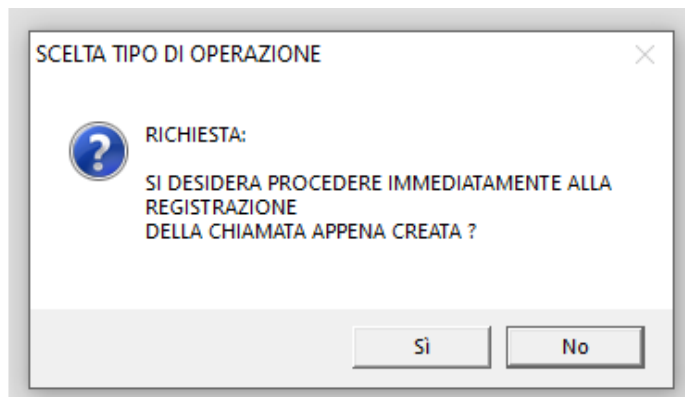 SCELTA TIPO DI OPERAZIONE
RICHIESTA:
SI DESIDERA PROCEDERE IMMEDIATAMENTE ALLA
REGISTRAZIONE
DELLA CHIAMATA APPENA CREATA ?
Sì No